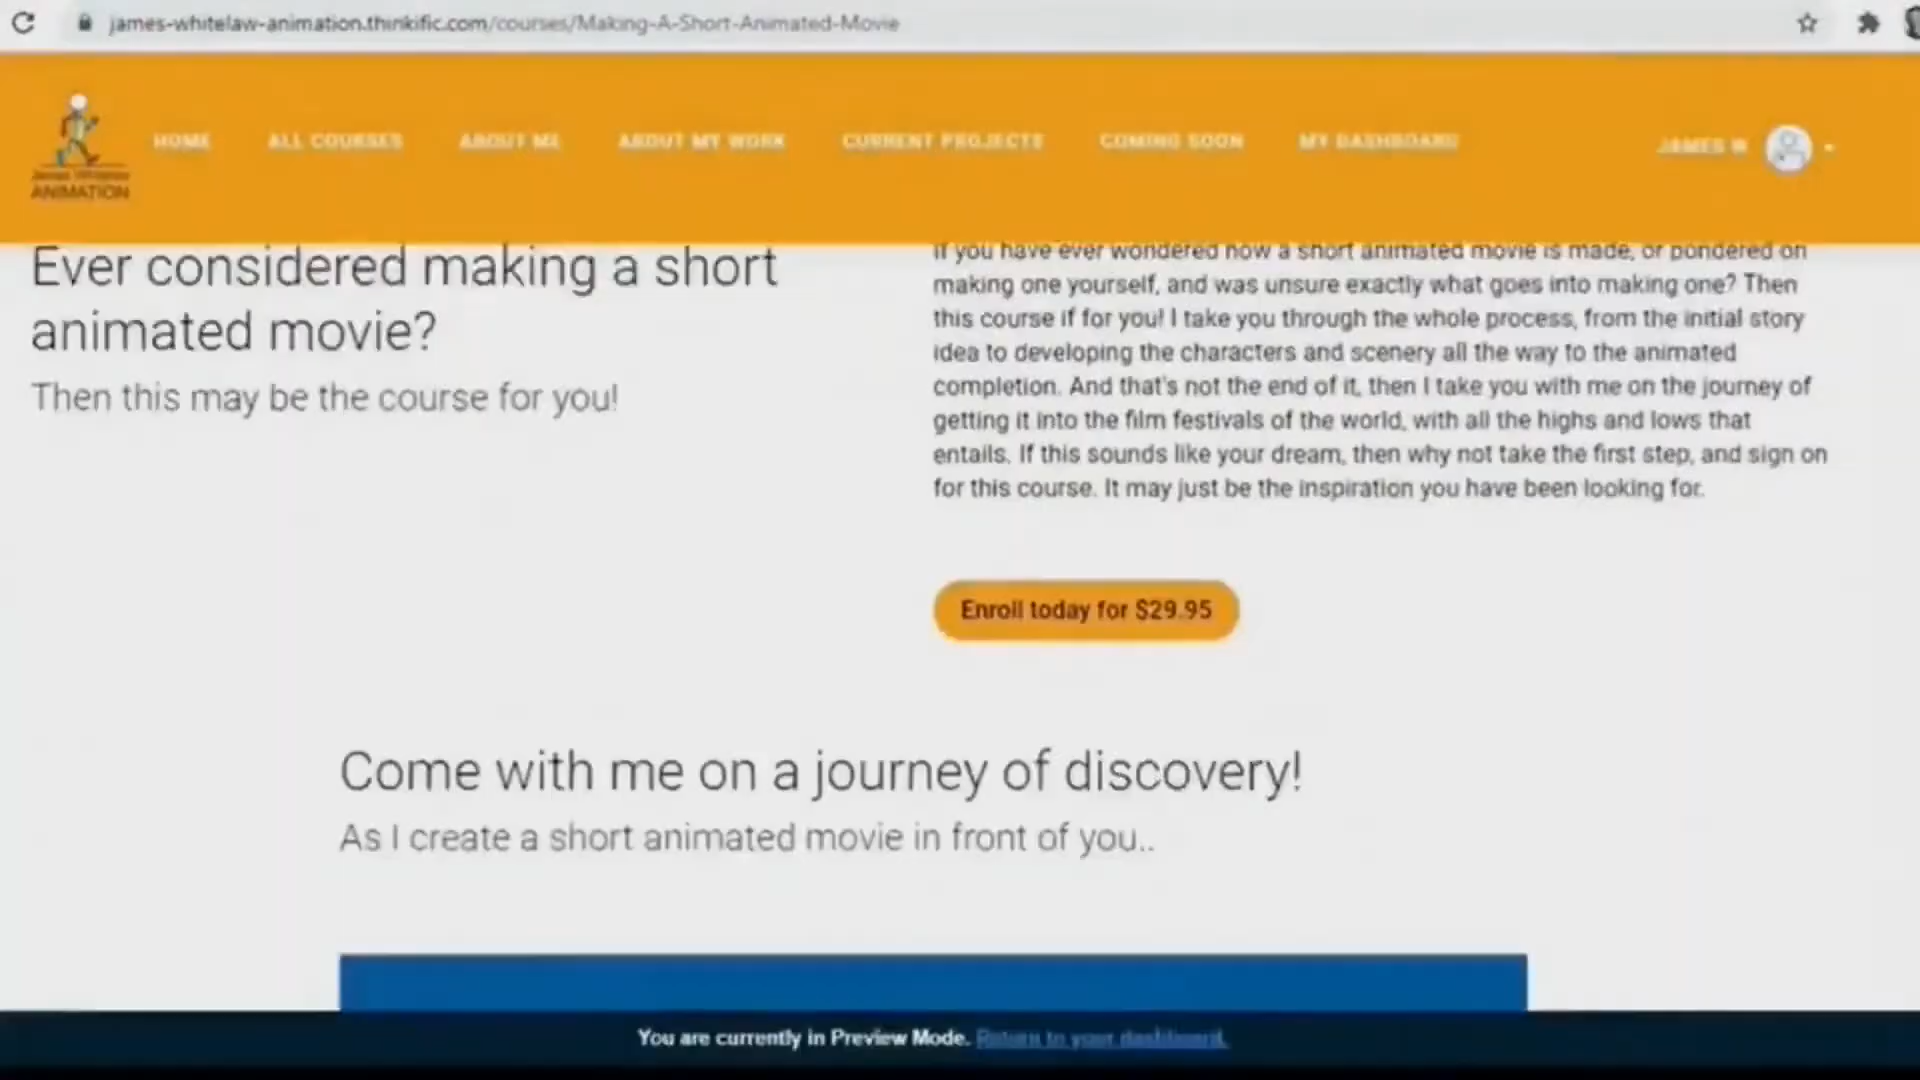 james-whitelaw-animation.thinkific.com/courses/Making-A-Short-Animated-Movie
HOME ALL COURSES ABOUT ME ABOUT MY WORK CURRENT PROJECTS COMING SOON MY DASHBOARD JAMES W
James Whitelaw
ANIMATION
Ever considered making a short
animated movie?
Then this may be the course for you!
If you have ever wondered how a short animated movie is made, or pondered on
making one yourself, and was unsure exactly what goes into making one? Then
this course if for you! I take you through the whole process, from the initial story
idea to developing the characters and scenery all the way to the animated
completion. And that's not the end of it, then I take you with me on the journey of
getting it into the film festivals of the world, with all the highs and lows that
entails. If this sounds like your dream, then why not take the first step, and sign on
for this course. It may just be the inspiration you have been looking for.
Enroll today for $29.95
Come with me on a journey of discovery!
As I create a short animated movie in front of you..
You are currently in Preview Mode. Return to your dashboard.